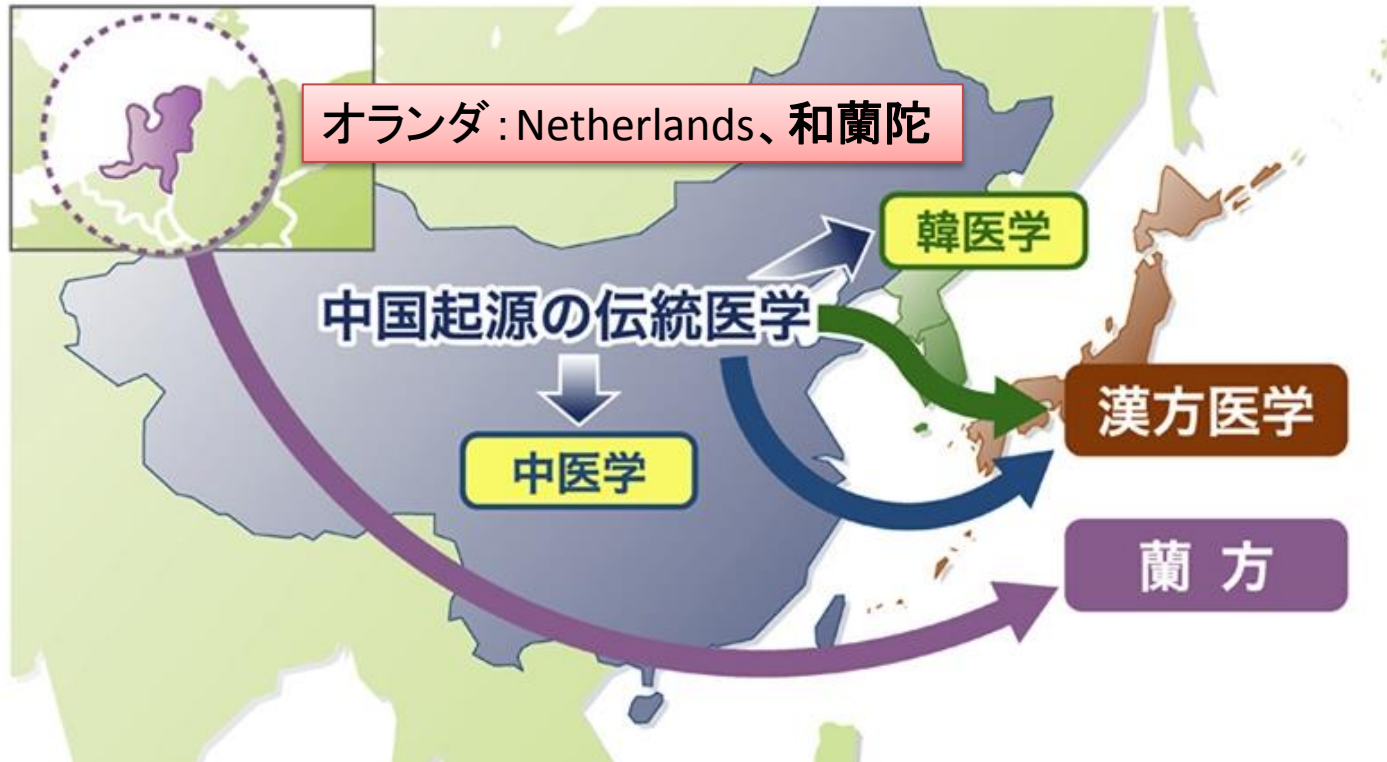 オランダ：Netherlands、和蘭陀
韓医学
中国起源の伝統医学
漢方医学
中医学
蘭 方